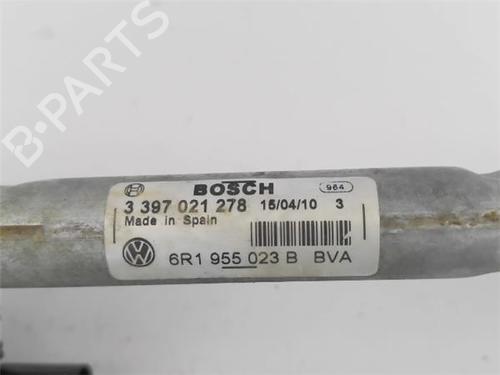 BOSCH 964
3 397 021 278 15/04/10 3
Made in Spain
6R1 955 023 B BVA
B-PARTS